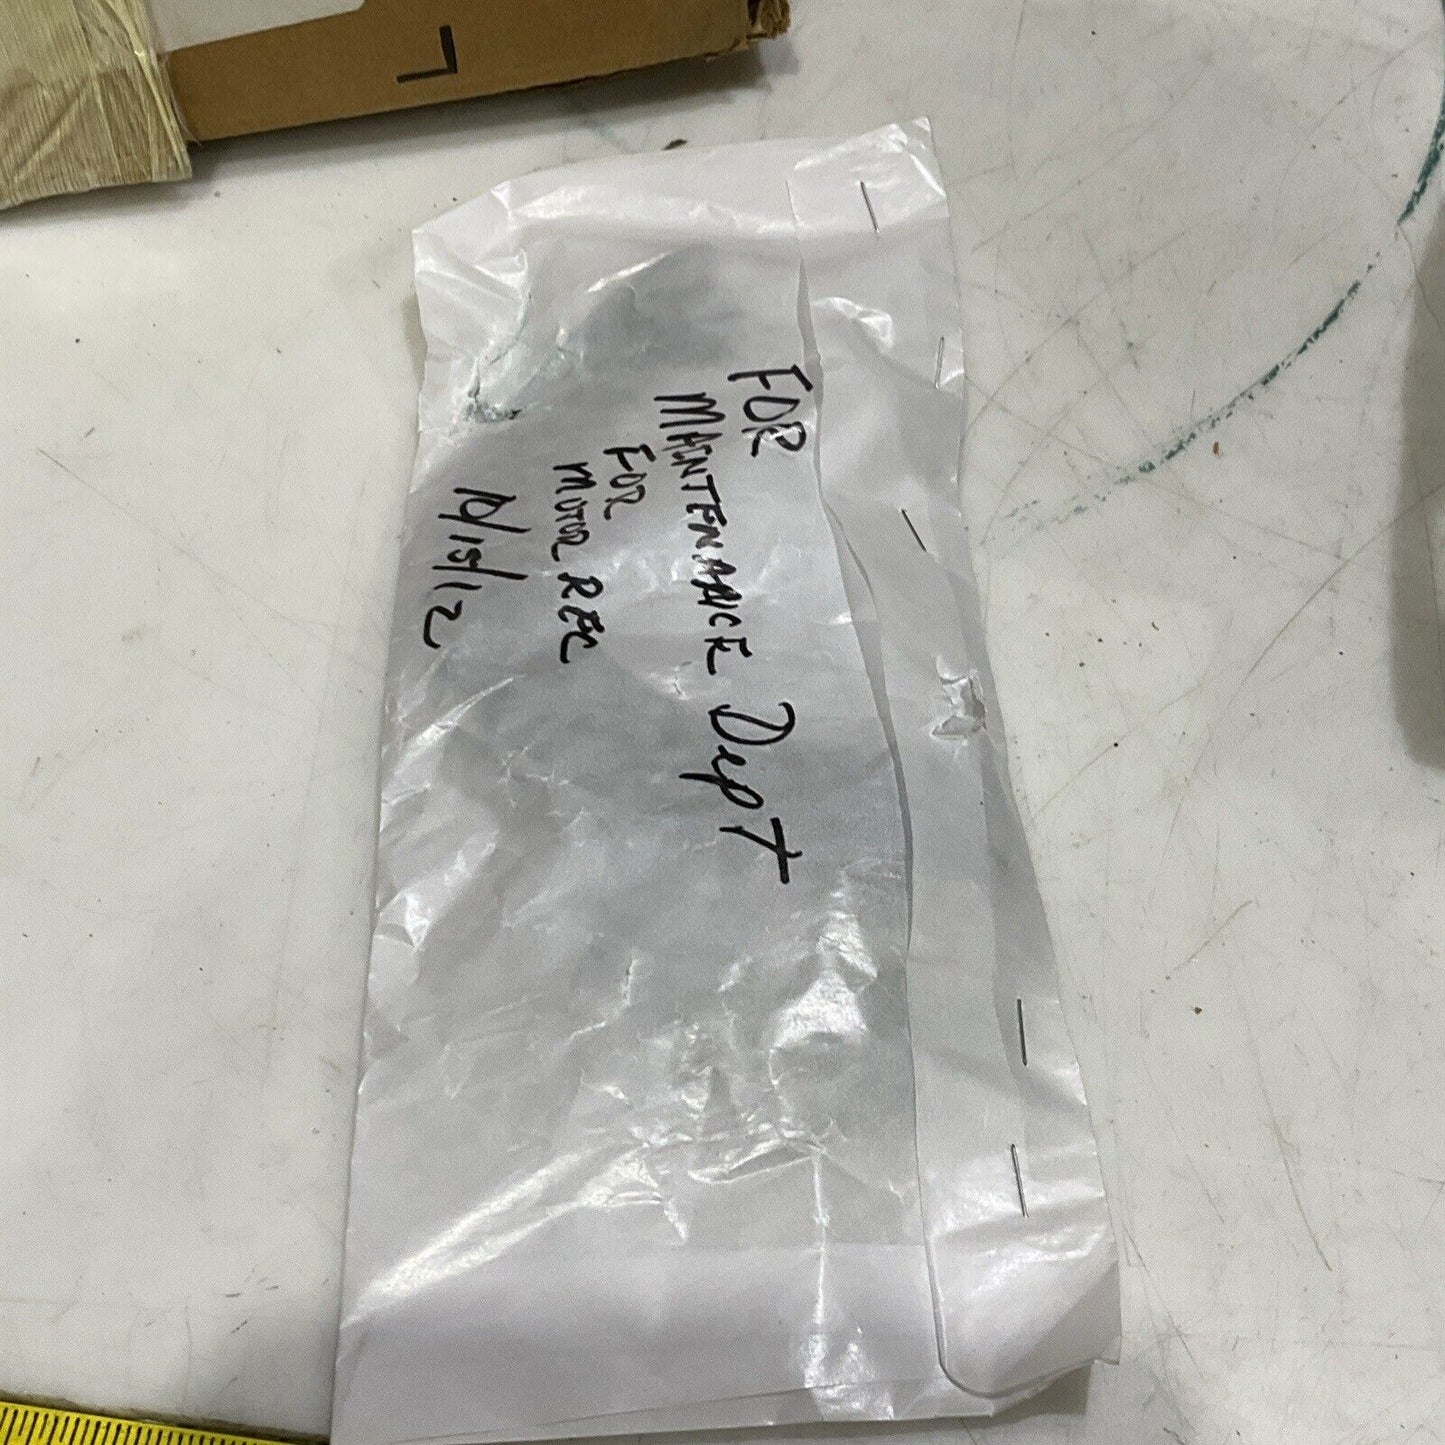 FOR
MAINTENANCE Dept
FOR
MOTOR REC
10/15/12